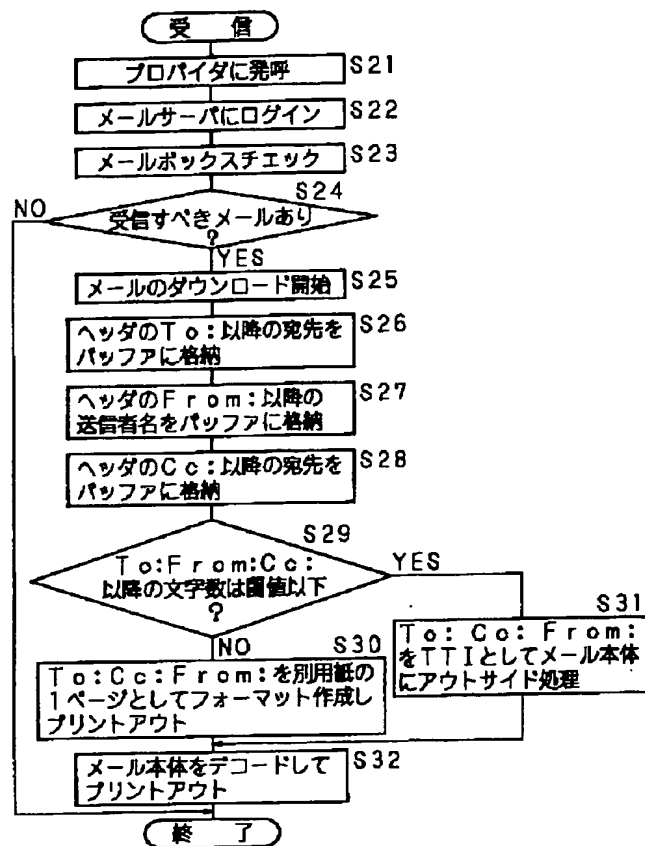 受 信
プロバイダに発呼 S21
メールサーバにログイン S22
メールボックスチェック S23
S24
NO
受信すべきメールあり
?
YES
メールのダウンロード開始 S25
ヘッダのTo:以降の宛先を S26
バッファに格納
ヘッダのFrom:以降の S27
送信者名をバッファに格納
ヘッダのCc:以降の宛先を S28
バッファに格納
S29
To:From:Cc:
以降の文字数は閾値以下
?
YES
NO
S30
To:Cc:From:を別用紙の
1ページとしてフォーマット作成し
プリントアウト
S31
To: Cc: From:
をTTIとしてメール本体
にアウトサイド処理
メール本体をデコードして S32
プリントアウト
終 了